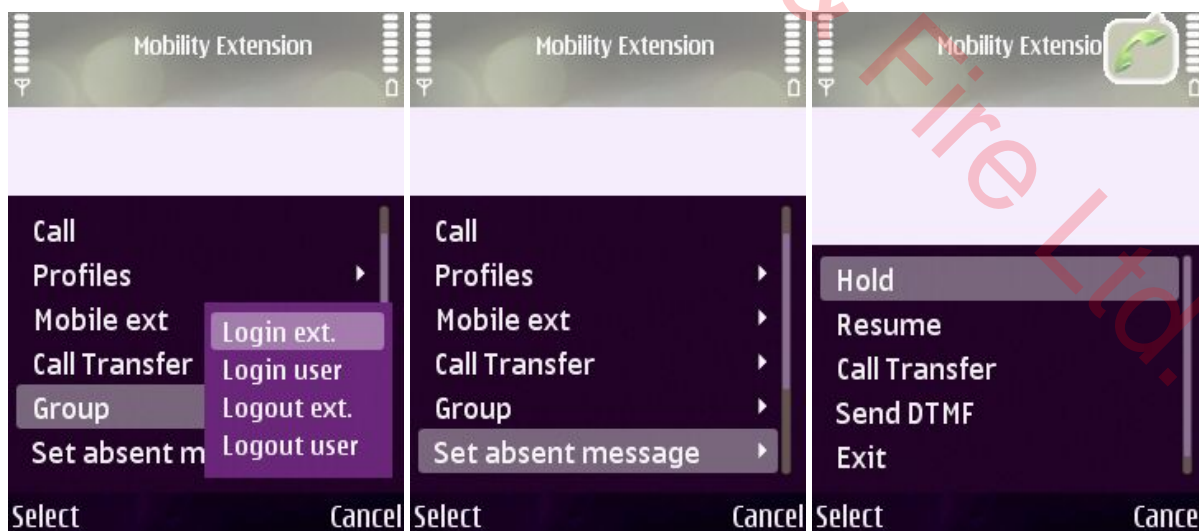 Mobility Extension
Call
Profiles
Mobile ext
Call Transfer
Group
Set absent m
Login ext.
Login user
Logout ext.
Logout user
Select Cancel
Mobility Extension
Call
Profiles
Mobile ext
Call Transfer
Group
Set absent message
Select Cancel
Mobility Extensio
Hold
Resume
Call Transfer
Send DTMF
Exit
Select Cance
& Fire Ltd.